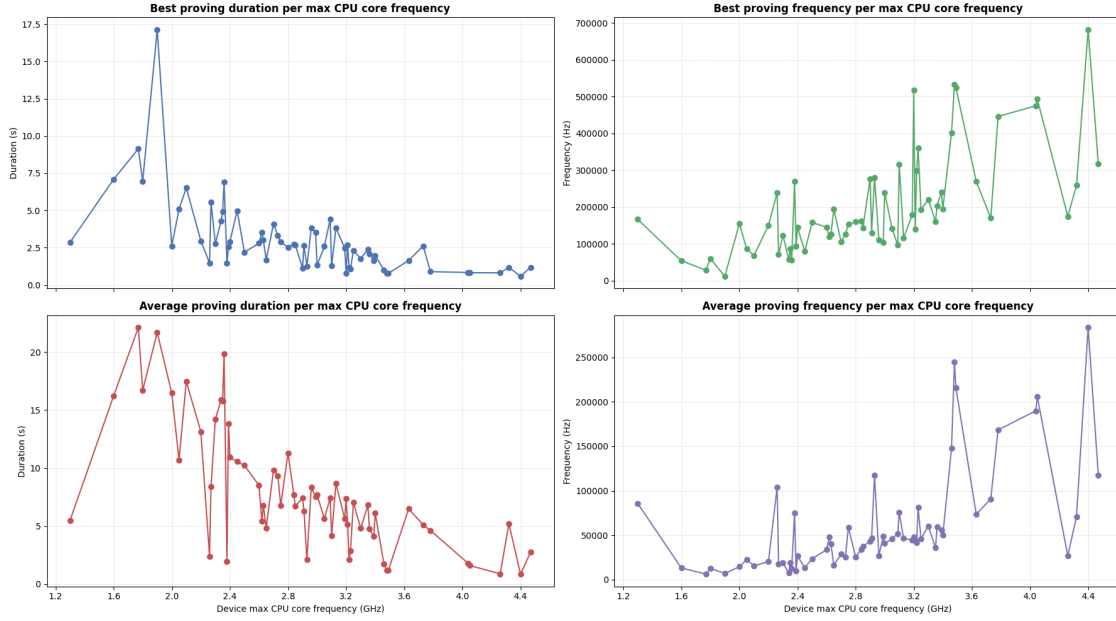 Best proving duration per max CPU core frequency
17.5
15.0
12.5
10.0
7.5
5.0
2.5
0.0
Duration (s)
Best proving frequency per max CPU core frequency
700000
600000
500000
400000
300000
200000
100000
0
Frequency (Hz)
Average proving duration per max CPU core frequency
20
15
10
5
0
Duration (s)
1.2 1.6 2.0 2.4 2.8 3.2 3.6 4.0 4.4
Device max CPU core frequency (GHz)
Average proving frequency per max CPU core frequency
250000
200000
150000
100000
50000
0
Frequency (Hz)
1.2 1.6 2.0 2.4 2.8 3.2 3.6 4.0 4.4
Device max CPU core frequency (GHz)